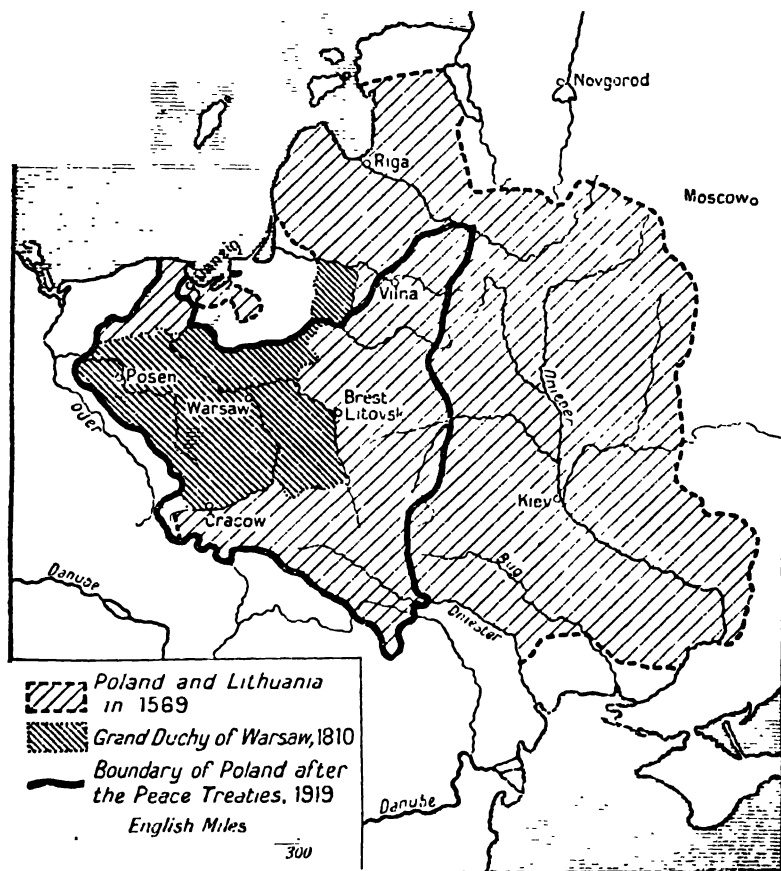 Novgorod
Riga
Moscow
Danzig
Vilna
Posen
Warsaw
Brest
Litovsk
Oder
Dnieper
Cracow
Kiev
Bug
Danube
Dniester
Poland and Lithuania
in 1569
Grand Duchy of Warsaw, 1810
Boundary of Poland after
the Peace Treaties, 1919
English Miles
300
Danube